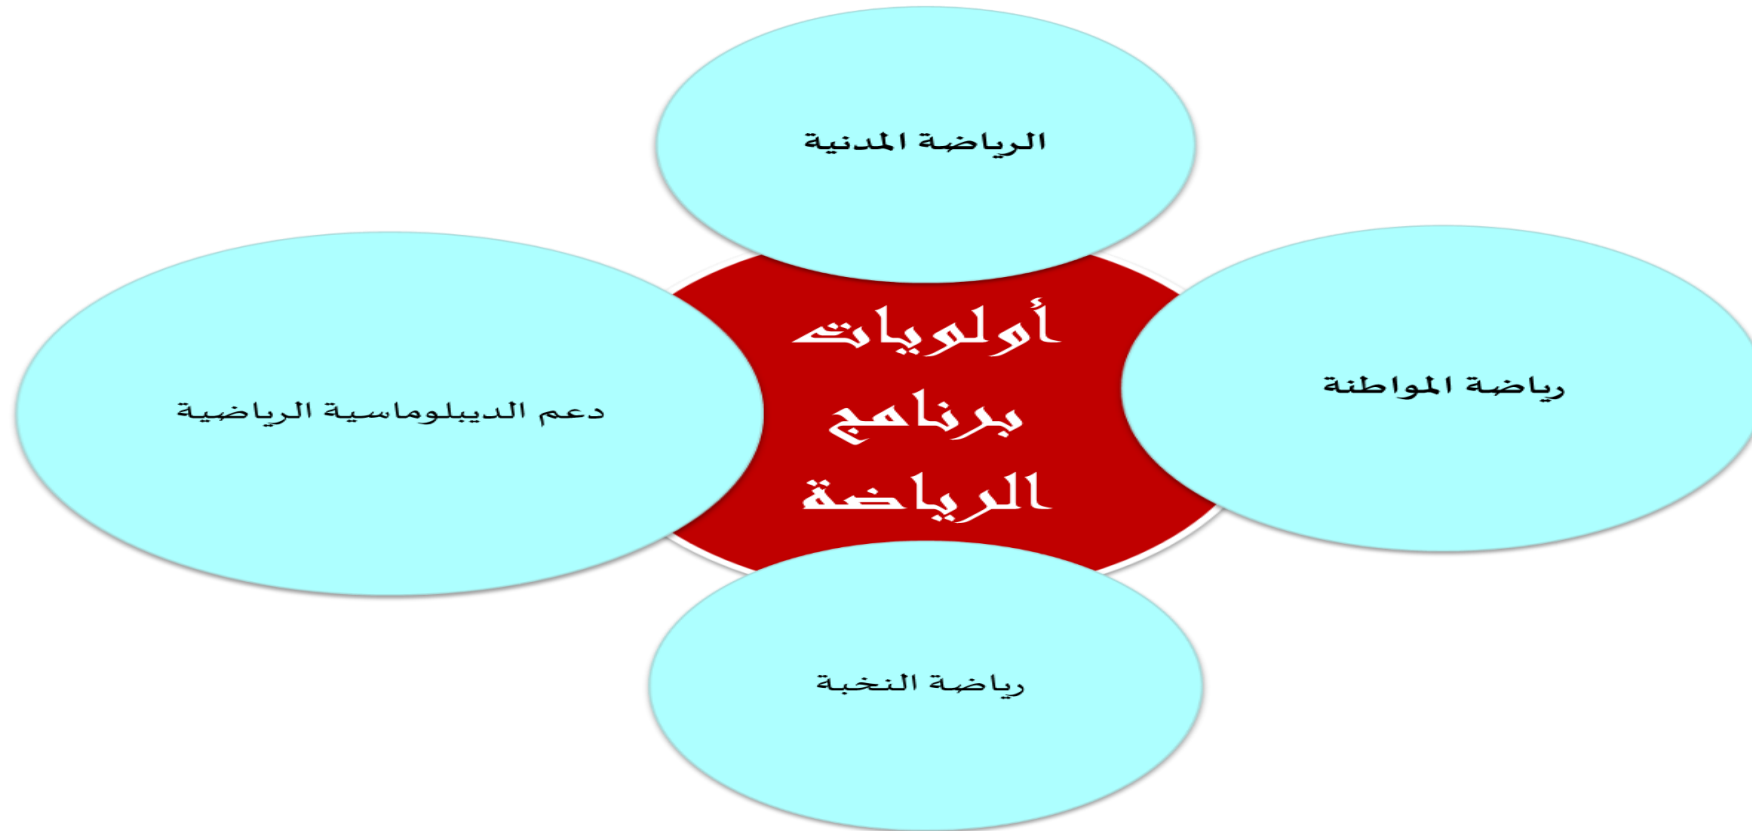 الرياضة المدنية
أولويات
برنامج
الرياضة
رياضة المواطنة
دعم الديبلوماسية الرياضية
رياضة النخبة